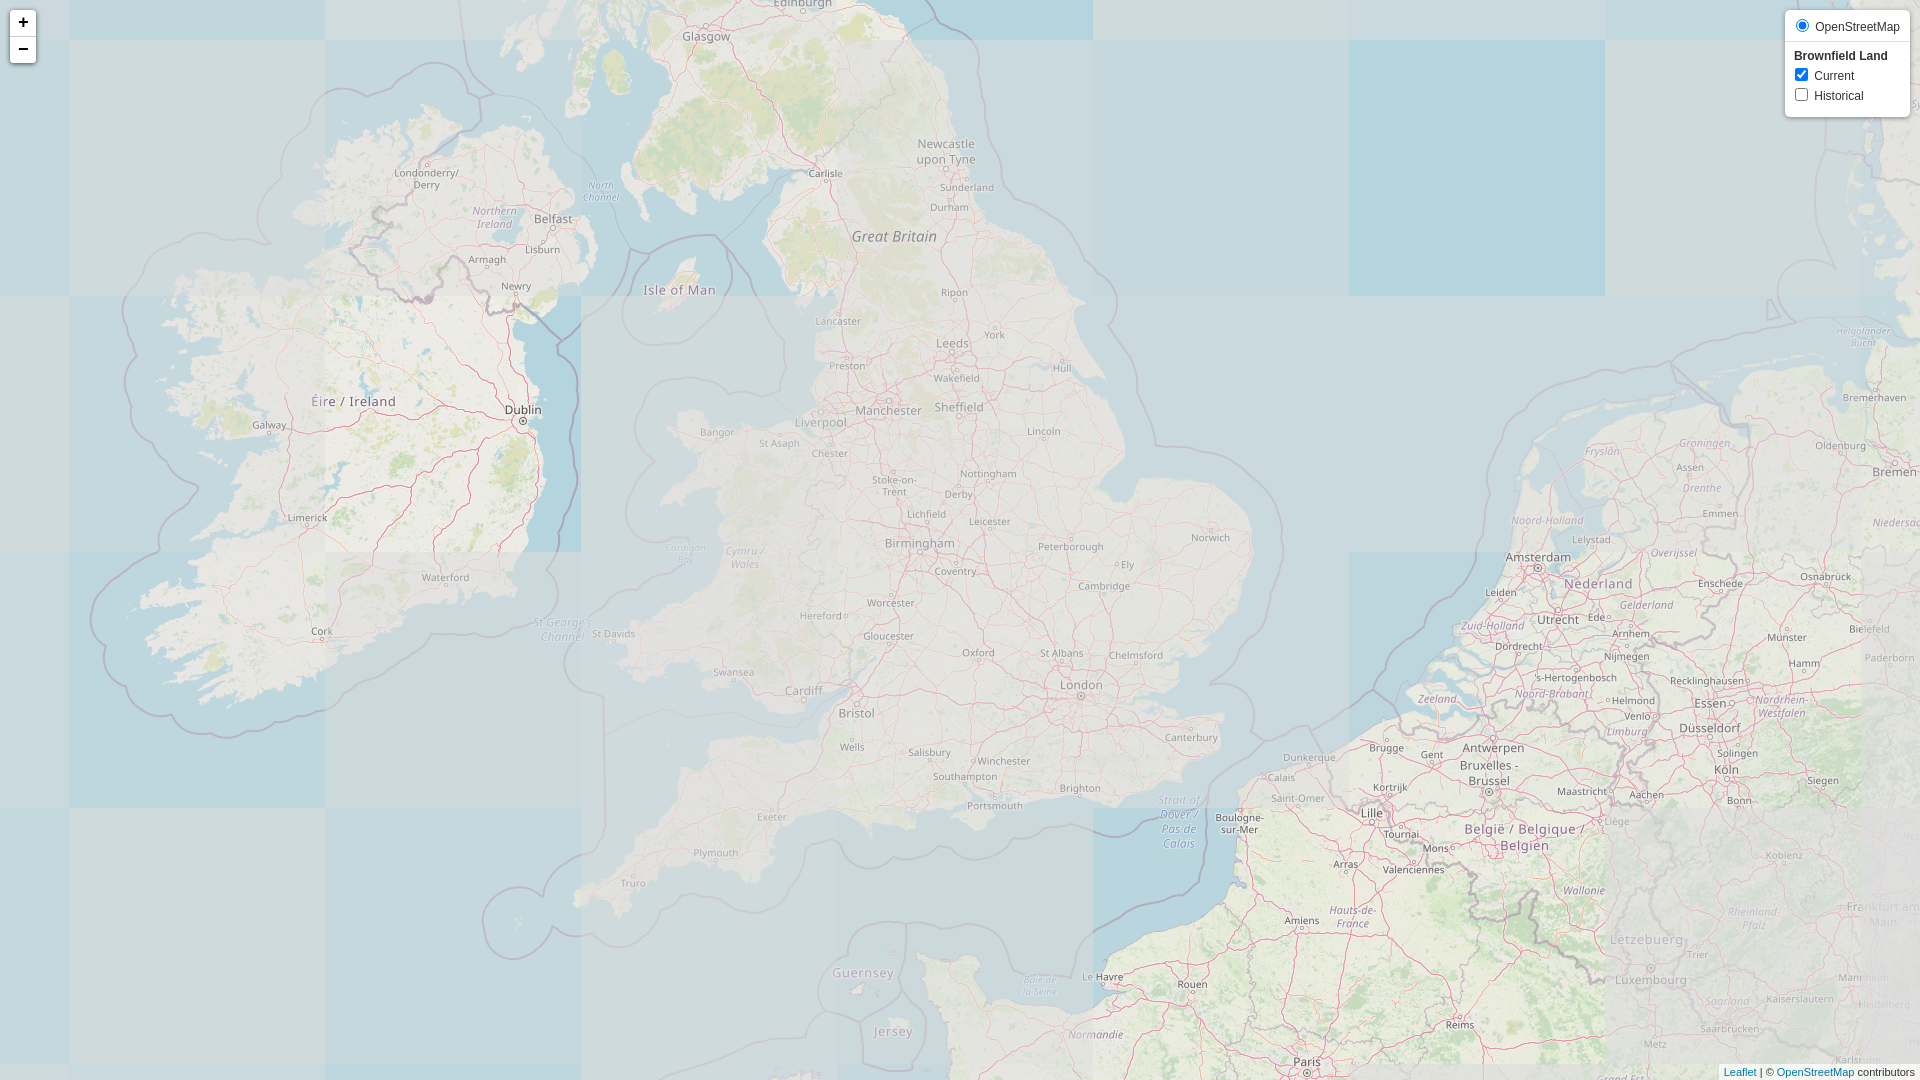 +
−
OpenStreetMap
Brownfield Land
Current
Historical
Edinburgh
Glasgow
Newcastle
upon Tyne
Londonderry/
Derry
Carlisle
North
Channel
Sunderland
Northern
Ireland
Belfast
Durham
Great Britain
Lisburn
Armagh
Newry
Isle of Man
Ripon
Lancaster
Helgoländer
Bucht
York
Leeds
Preston
Hull
Wakefield
Éire / Ireland
Dublin
Manchester
Sheffield
Bremerhaven
Galway
Liverpool
Bangor
St Asaph
Lincoln
Groningen
Oldenburg
Chester
Fryslân
Assen
Bremen
Nottingham
Stoke-on-
Trent
Derby
Drenthe
Limerick
Lichfield
Leicester
Emmen
Noord-Holland
Niedersac
Norwich
Lelystad
Birmingham
Peterborough
Cardigan
Bay
Cymru /
Wales
Overijssel
Amsterdam
Ely
Coventry
Waterford
Cambridge
Nederland
Enschede
Osnabrück
Leiden
Worcester
Gelderland
Hereford
Utrecht
Ede
St George's
Channel
Zuid-Holland
Cork
St Davids
Gloucester
Arnhem
Münster
Bielefeld
Dordrecht
Oxford
St Albans
Chelmsford
Nijmegen
Paderborn
Hamm
Swansea
's-Hertogenbosch
Recklinghausen
London
Cardiff
Noord-Brabant
Zeeland
Helmond
Essen
Nordrhein-
Westfalen
Bristol
Venlo
Düsseldorf
Limburg
Canterbury
Wells
Brugge
Antwerpen
Salisbury
Gent
Solingen
Dunkerque
Winchester
Bruxelles -
Brussel
Köln
Southampton
Calais
Siegen
Brighton
Kortrijk
Maastricht
Aachen
Saint-Omer
Strait of
Dover /
Pas de
Calais
Bonn
Portsmouth
Exeter
Boulogne-
sur-Mer
Lille
Liège
België / Belgique /
Belgien
Tournai
Mons
Plymouth
Koblenz
Arras
Valenciennes
Truro
Wallonie
Hauts-de-
France
Rheinland-
Pfalz
Frankfurt am
Main
Amiens
Lëtzebuerg
Trier
Guernsey
Le Havre
Luxembourg
Baie de
la Seine
Rouen
Kaiserslautern
Saarland
Heidelberg
Jersey
Reims
Saarbrücken
Normandie
Metz
Paris
Karlsruhe
Grand Est
Leaflet | © OpenStreetMap contributors